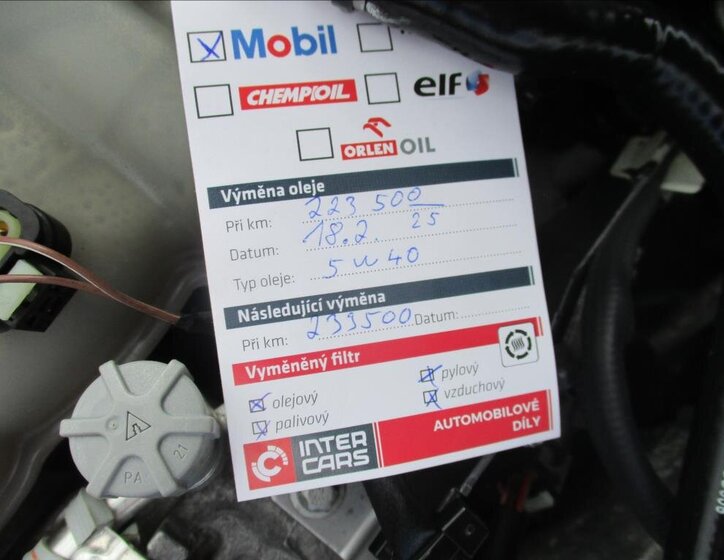 Mobil
CHEMPIOIL elf
ORLEN OIL
Výměna oleje
Při km: 223 500
Datum: 18.2. 25
Typ oleje: 5w40
Následující výměna
Při km: 233500 Datum:
Vyměněný filtr
olejový pylový
palivový vzduchový
INTER CARS
AUTOMOBILOVÉ
DÍLY
PA 21